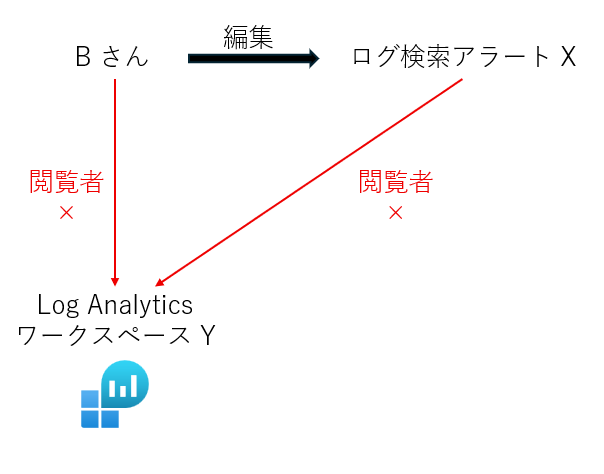 編集
B さん
ログ検索アラート X
閲覧者
×
閲覧者
×
Log Analytics
ワークスペース Y